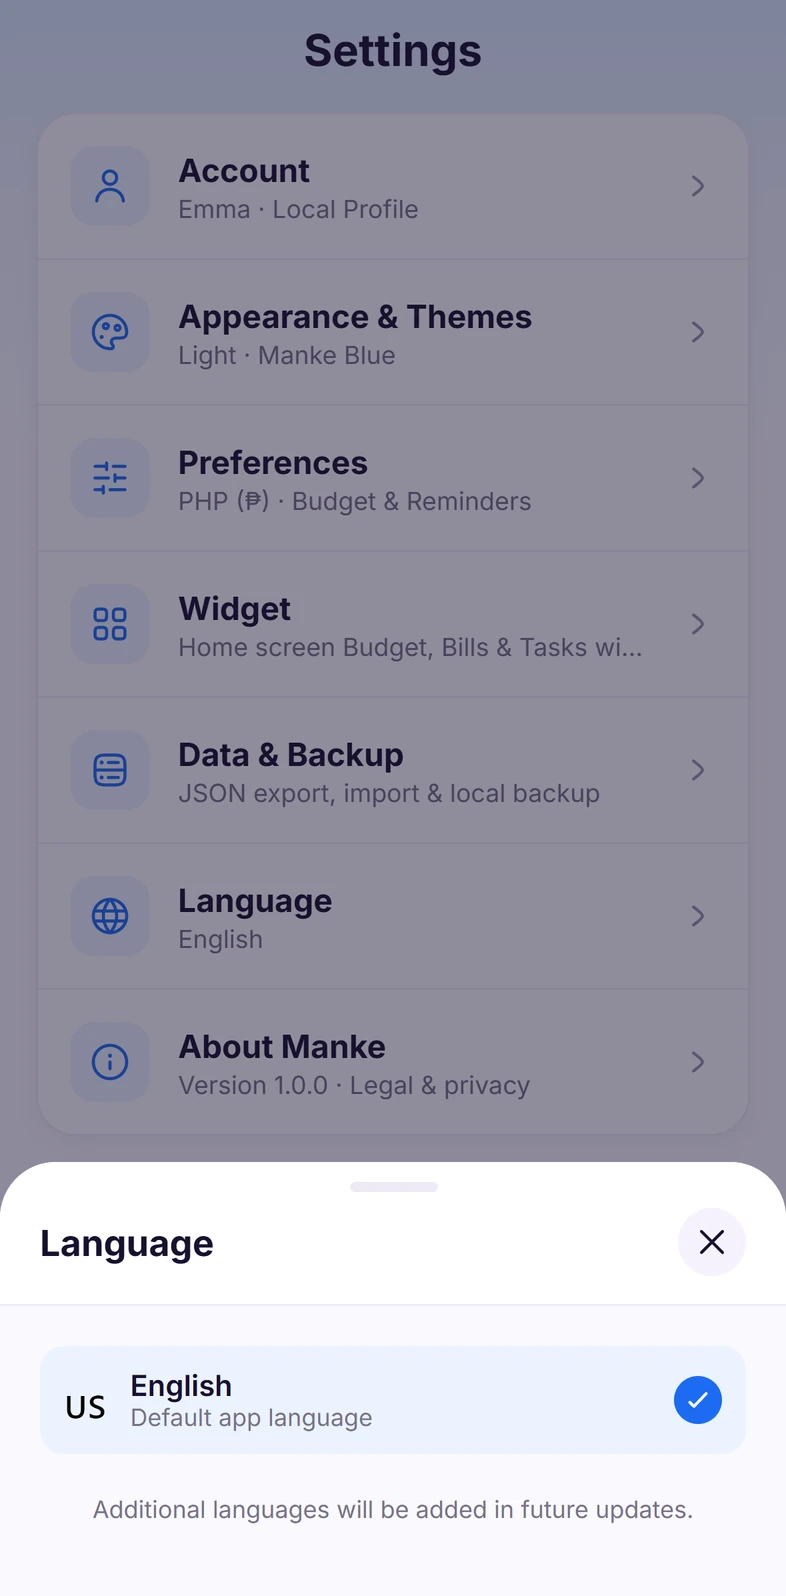 Settings
Account
Emma · Local Profile
Appearance & Themes
Light · Manke Blue
Preferences
PHP (₱) · Budget & Reminders
Widget
Home screen Budget, Bills & Tasks wi...
Data & Backup
JSON export, import & local backup
Language
English
About Manke
Version 1.0.0 · Legal & privacy
Language
US
English
Default app language
Additional languages will be added in future updates.